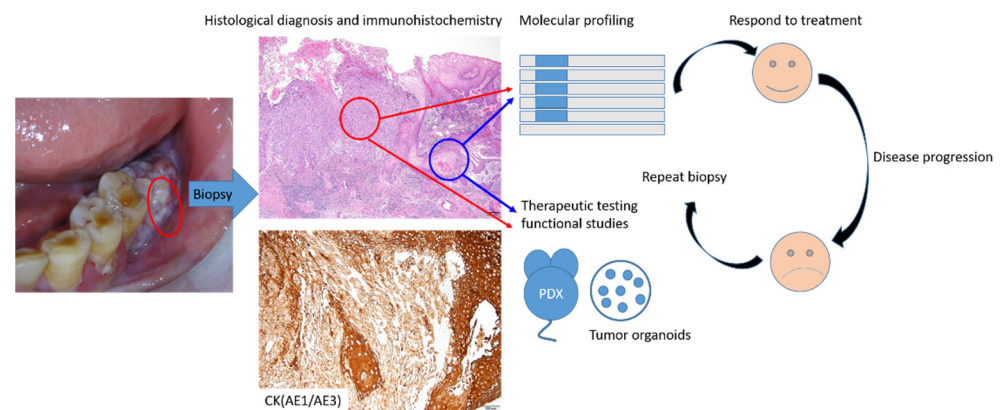 Histological diagnosis and immunohistochemistry
Molecular profiling
Respond to treatment
Biopsy
Disease progression
Repeat biopsy
Therapeutic testing
functional studies
PDX
Tumor organoids
CK(AE1/AE3)